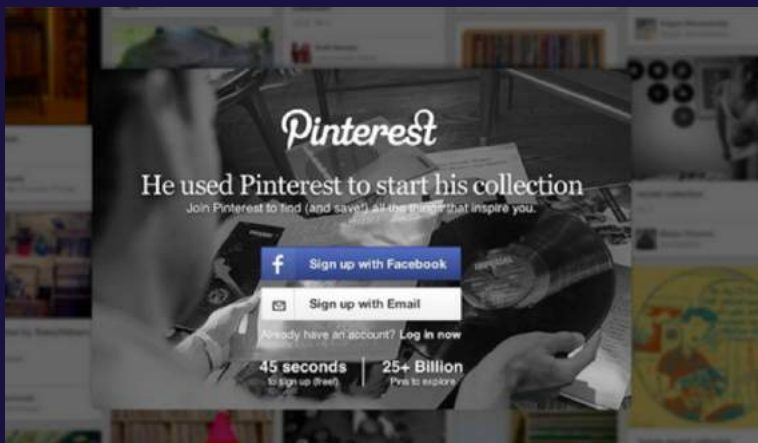 Pinterest
He used Pinterest to start his collection
Join Pinterest to find (and save!) all the things that inspire you.
f Sign up with Facebook
Sign up with Email
Already have an account? Log in now
45 seconds
to sign up (free!)
25+ Billion
Pins to explore
IMPERIAL